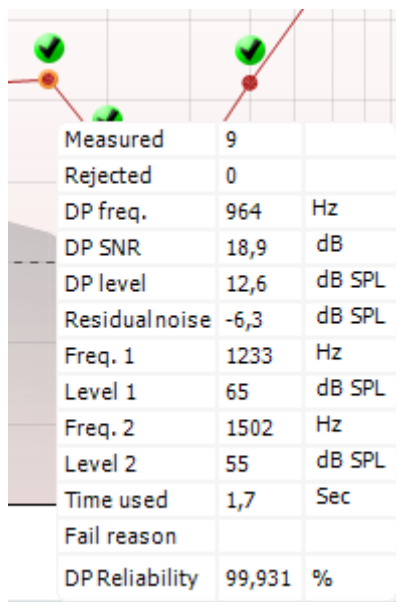 Measured 9
Rejected 0
DP freq. 964 Hz
DP SNR 18,9 dB
DP level 12,6 dB SPL
Residual noise -6,3 dB SPL
Freq. 1 1233 Hz
Level 1 65 dB SPL
Freq. 2 1502 Hz
Level 2 55 dB SPL
Time used 1,7 Sec
Fail reason
DP Reliability 99,931 %